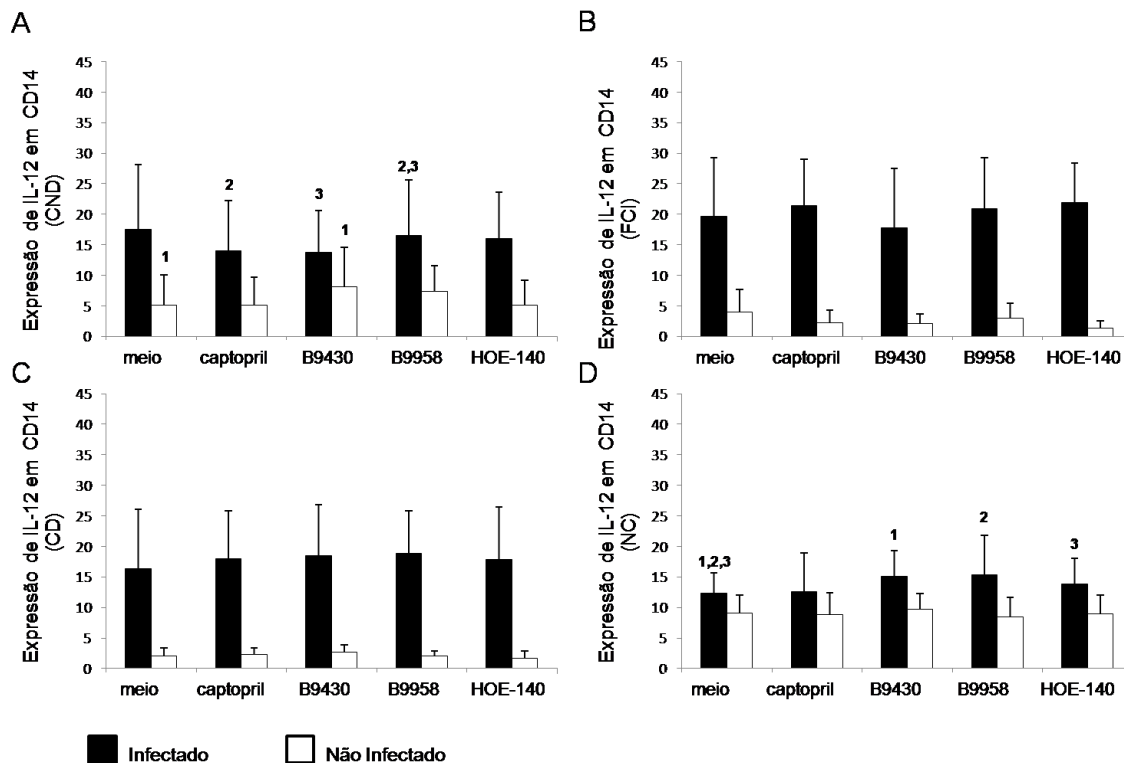 A
Expressão de IL-12 em CD14
(CND)
45
40
35
30
25
20
15
10
5
0
1
2
3
1
2,3
meio captopril B9430 B9958 HOE-140
B
Expressão de IL-12 em CD14
(FCI)
45
40
35
30
25
20
15
10
5
0
meio captopril B9430 B9958 HOE-140
C
Expressão de IL-12 em CD14
(CD)
45
40
35
30
25
20
15
10
5
0
meio captopril B9430 B9958 HOE-140
D
Expressão de IL-12 em CD14
(NC)
45
40
35
30
25
20
15
10
5
0
1,2,3
1
2
3
meio captopril B9430 B9958 HOE-140
Infectado Não Infectado